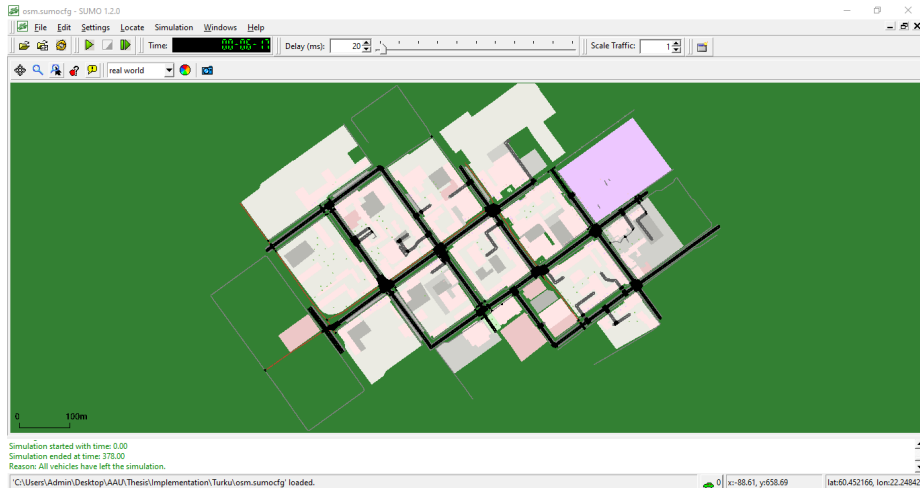 osm.sumocfg - SUMO 1.2.0
File Edit Settings Locate Simulation Windows Help
Time: 00-06-17 Delay (ms): 20 Scale Traffic: 1
real world
0 100m
Simulation started with time: 0.00
Simulation ended at time: 378.00
Reason: All vehicles have left the simulation.
'C:\Users\Admin\Desktop\AAU\Thesis\Implementation\Turku\osm.sumocfg' loaded. 0 x:-88.61, y:658.69 lat:60.452166, lon:22.24842